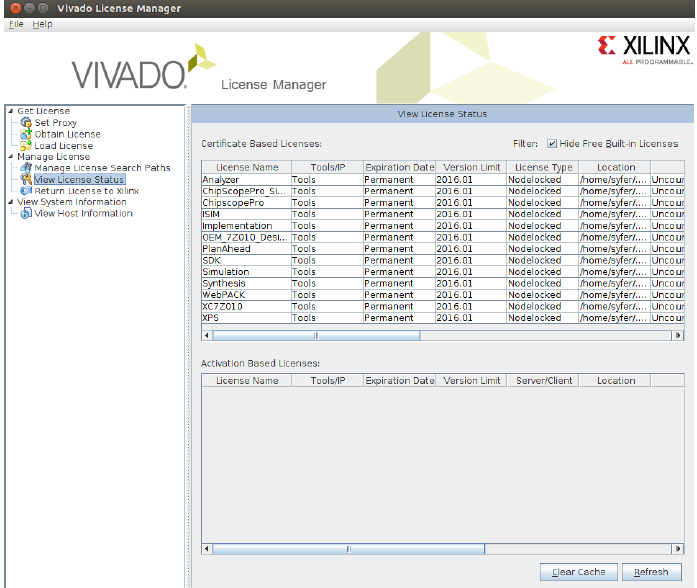 Vivado License Manager
File Help
VIVADO. License Manager
XILINX
ALL PROGRAMMABLE.
Get License
Set Proxy
Obtain License
Load License
Manage License
Manage License Search Paths
View License Status
Return License to Xilinx
View System Information
View Host Information
View License Status
Certificate Based Licenses: Filter: Hide Free Built-in Licenses
License Name Tools/IP Expiration Date Version Limit License Type Location
Analyzer Tools Permanent 2016.01 Nodelocked /home/syfer/.... Uncour
ChipScopePro_SI... Tools Permanent 2016.01 Nodelocked /home/syfer/.... Uncour
ChipscopePro Tools Permanent 2016.01 Nodelocked /home/syfer/.... Uncour
ISIM Tools Permanent 2016.01 Nodelocked /home/syfer/.... Uncour
Implementation Tools Permanent 2016.01 Nodelocked /home/syfer/.... Uncour
OEM_7Z010_Desi... Tools Permanent 2016.01 Nodelocked /home/syfer/.... Uncour
PlanAhead Tools Permanent 2016.01 Nodelocked /home/syfer/.... Uncour
SDK Tools Permanent 2016.01 Nodelocked /home/syfer/.... Uncour
Simulation Tools Permanent 2016.01 Nodelocked /home/syfer/.... Uncour
Synthesis Tools Permanent 2016.01 Nodelocked /home/syfer/.... Uncour
WebPACK Tools Permanent 2016.01 Nodelocked /home/syfer/.... Uncour
XC7Z010 Tools Permanent 2016.01 Nodelocked /home/syfer/.... Uncour
XPS Tools Permanent 2016.01 Nodelocked /home/syfer/.... Uncour
Activation Based Licenses:
License Name Tools/IP Expiration Date Version Limit Server/Client Location
Clear Cache Refresh